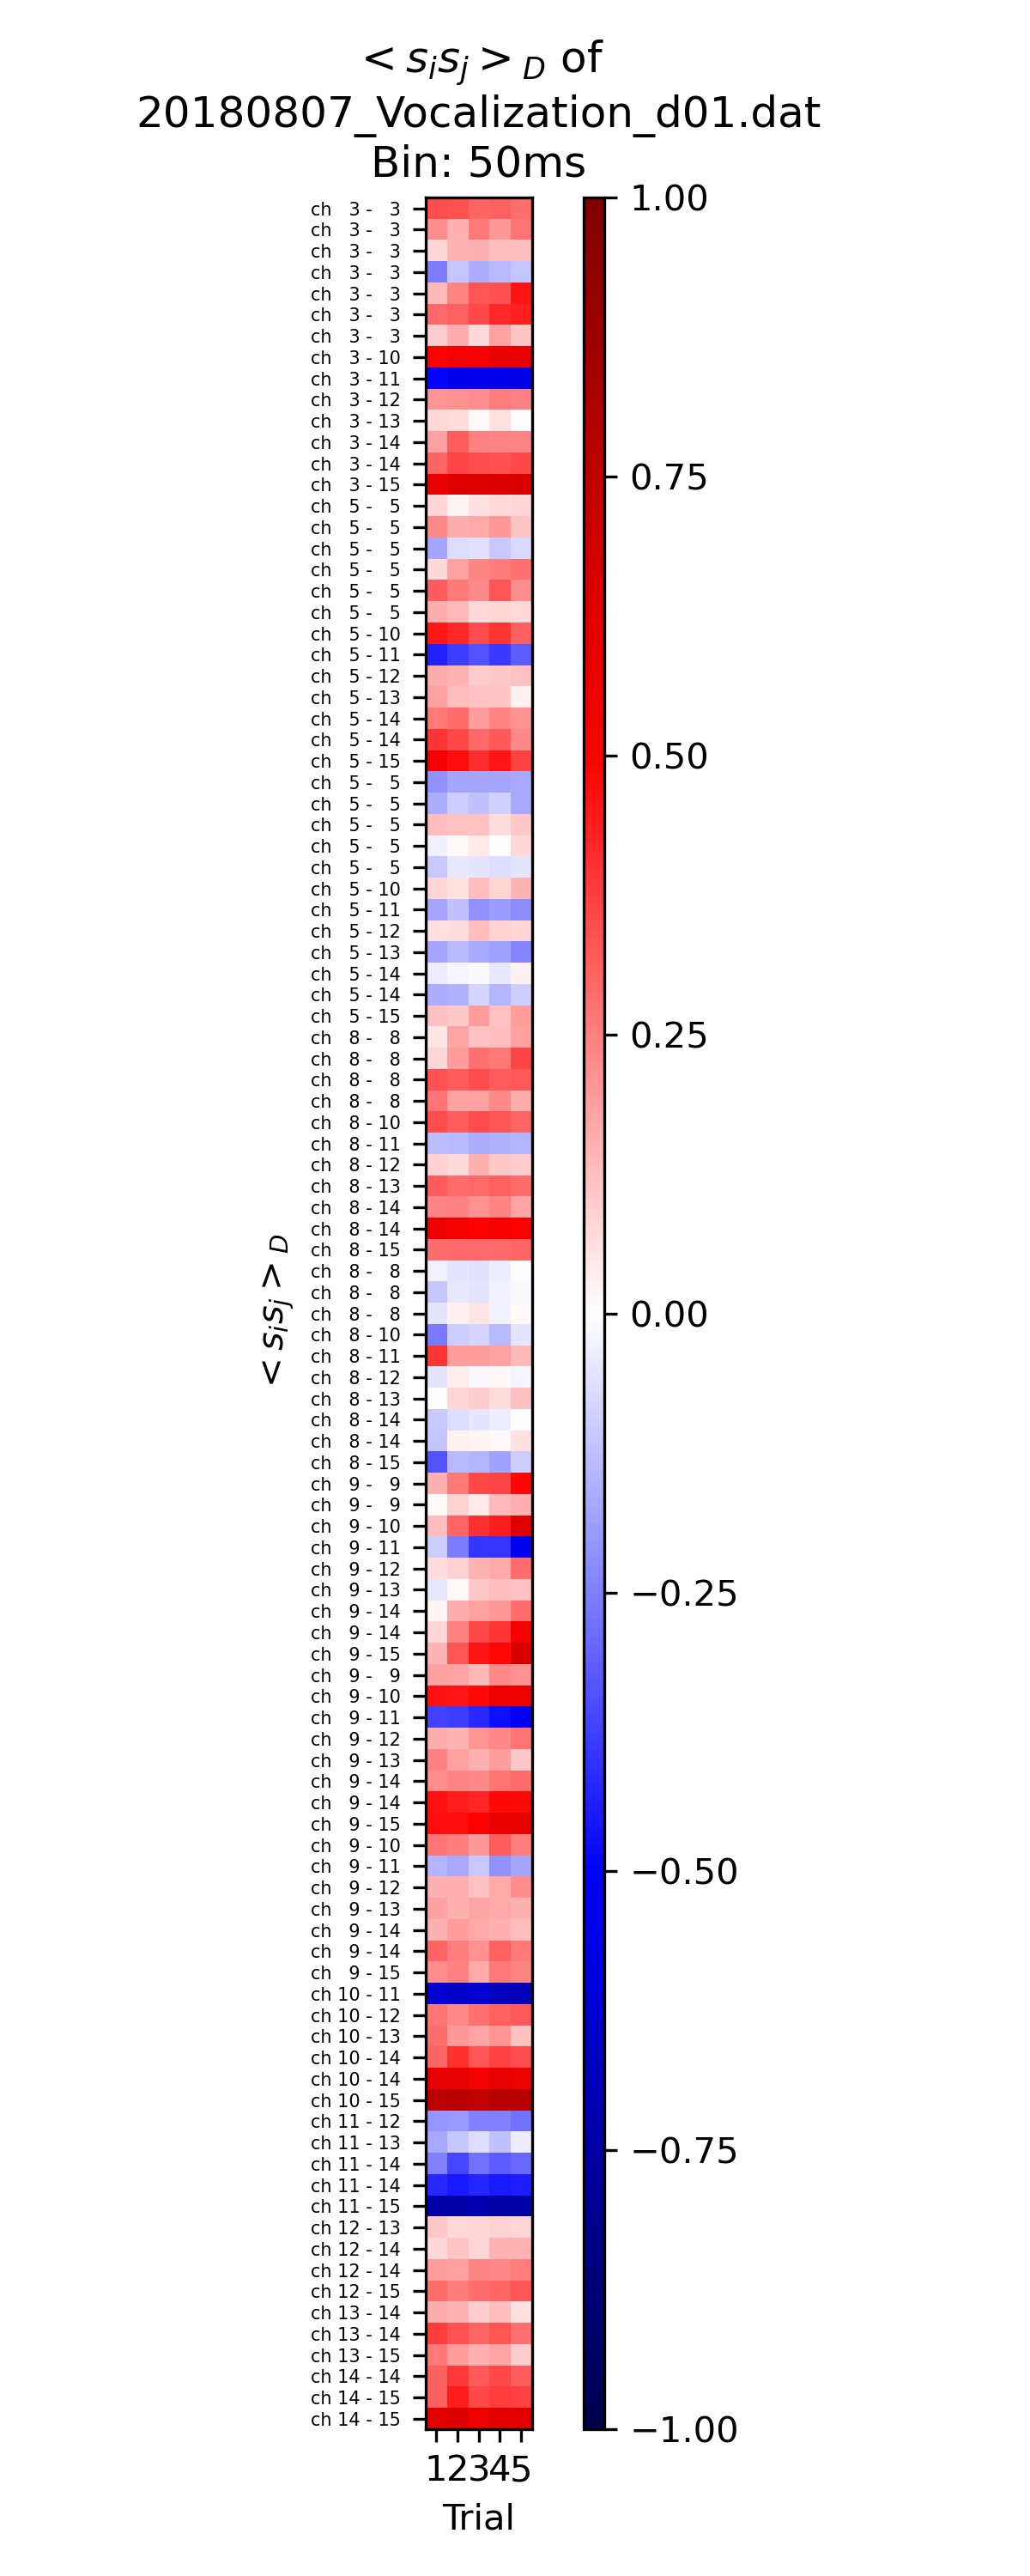 < s_i s_j >_D of
20180807_Vocalization_d01.dat
Bin: 50ms
ch 3 - 3
ch 3 - 3
ch 3 - 3
ch 3 - 3
ch 3 - 3
ch 3 - 3
ch 3 - 3
ch 3 - 10
ch 3 - 11
ch 3 - 12
ch 3 - 13
ch 3 - 14
ch 3 - 14
ch 3 - 15
ch 5 - 5
ch 5 - 5
ch 5 - 5
ch 5 - 5
ch 5 - 5
ch 5 - 5
ch 5 - 10
ch 5 - 11
ch 5 - 12
ch 5 - 13
ch 5 - 14
ch 5 - 14
ch 5 - 15
ch 5 - 5
ch 5 - 5
ch 5 - 5
ch 5 - 5
ch 5 - 5
ch 5 - 10
ch 5 - 11
ch 5 - 12
ch 5 - 13
ch 5 - 14
ch 5 - 14
ch 5 - 15
ch 8 - 8
ch 8 - 8
ch 8 - 8
ch 8 - 8
ch 8 - 10
ch 8 - 11
ch 8 - 12
ch 8 - 13
ch 8 - 14
ch 8 - 14
ch 8 - 15
ch 8 - 8
ch 8 - 8
ch 8 - 8
ch 8 - 10
ch 8 - 11
ch 8 - 12
ch 8 - 13
ch 8 - 14
ch 8 - 14
ch 8 - 15
ch 9 - 9
ch 9 - 9
ch 9 - 10
ch 9 - 11
ch 9 - 12
ch 9 - 13
ch 9 - 14
ch 9 - 14
ch 9 - 15
ch 9 - 9
ch 9 - 10
ch 9 - 11
ch 9 - 12
ch 9 - 13
ch 9 - 14
ch 9 - 14
ch 9 - 15
ch 9 - 10
ch 9 - 11
ch 9 - 12
ch 9 - 13
ch 9 - 14
ch 9 - 14
ch 9 - 15
ch 10 - 11
ch 10 - 12
ch 10 - 13
ch 10 - 14
ch 10 - 14
ch 10 - 15
ch 11 - 12
ch 11 - 13
ch 11 - 14
ch 11 - 14
ch 11 - 15
ch 12 - 13
ch 12 - 14
ch 12 - 14
ch 12 - 15
ch 13 - 14
ch 13 - 14
ch 13 - 15
ch 14 - 14
ch 14 - 15
ch 14 - 15
< s_i s_j >_D
12345
Trial
1.00
0.75
0.50
0.25
0.00
−0.25
−0.50
−0.75
−1.00